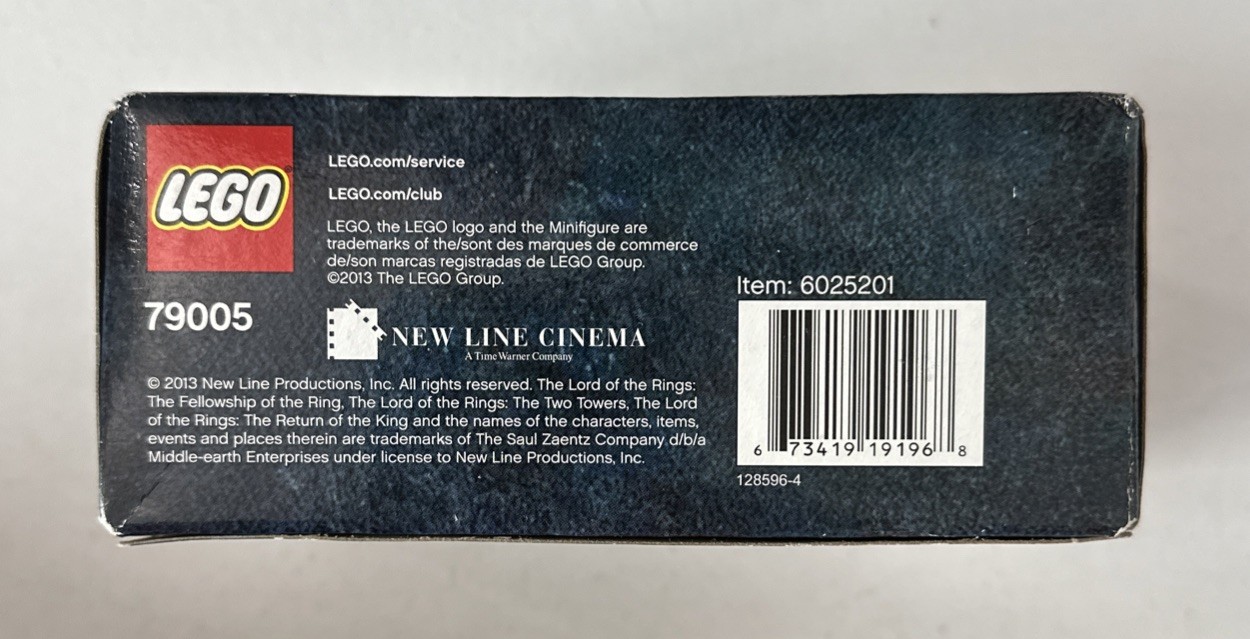 LEGO
LEGO.com/service
LEGO.com/club
LEGO, the LEGO logo and the Minifigure are
trademarks of the/sont des marques de commerce
de/son marcas registradas de LEGO Group.
©2013 The LEGO Group.
79005
NEW LINE CINEMA
A Time Warner Company
© 2013 New Line Productions, Inc. All rights reserved. The Lord of the Rings:
The Fellowship of the Ring, The Lord of the Rings: The Two Towers, The Lord
of the Rings: The Return of the King and the names of the characters, items,
events and places therein are trademarks of The Saul Zaentz Company d/b/a
Middle-earth Enterprises under license to New Line Productions, Inc.
Item: 6025201
6 73419 19196 8
128596-4